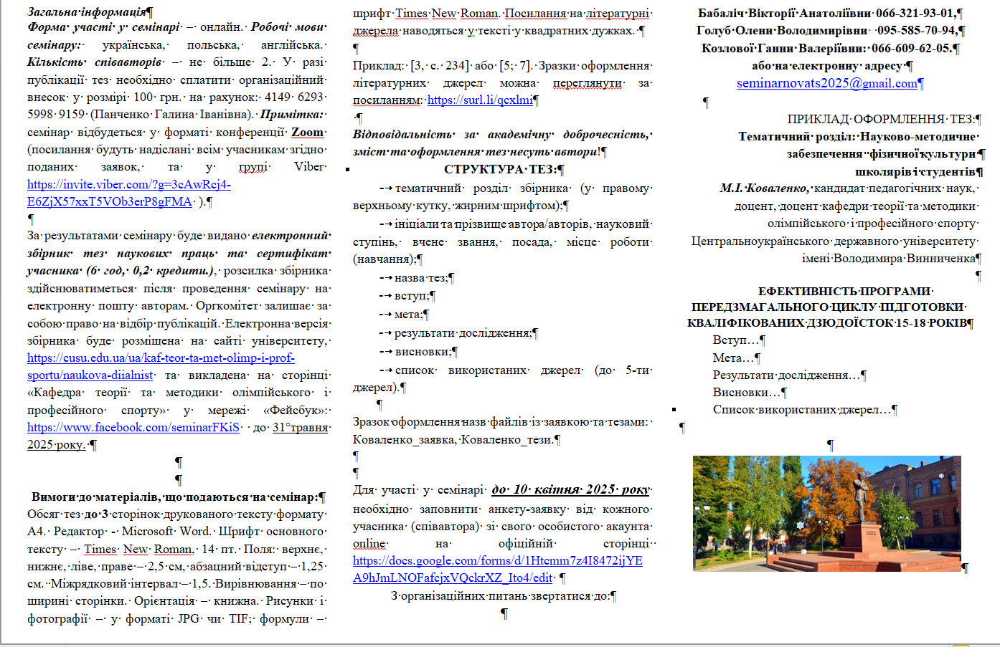 Загальна інформація
Форма участі у семінарі – онлайн. Робочі мови
семінару: українська, польська, англійська.
Кількість співавторів – не більше 2. У разі
публікації тез необхідно сплатити організаційний
внесок у розмірі 100 грн. на рахунок: 4149 6293
5998 9159 (Панченко Галина Іванівна). Примітка:
семінар відбудеться у форматі конференції Zoom
(посилання будуть надіслані всім учасникам згідно
поданих заявок, та у групі Viber
https://invite.viber.com/?g=3cAwRcj4-
E6ZjX57xxT5VOb3erP8gFMA ).
За результатами семінару буде видано електронний
збірник тез наукових праць та сертифікат
учасника (6 год, 0,2 кредити.), розсилка збірника
здійснюватиметься після проведення семінару на
електронну пошту авторам. Оргкомітет залишає за
собою право на відбір публікацій. Електронна версія
збірника буде розміщена на сайті університету,
https://cusu.edu.ua/ua/kaf-teor-ta-met-olimp-i-prof-
sportu/naukova-diialnist та викладена на сторінці
«Кафедра теорії та методики олімпійського і
професійного спорту» у мережі «Фейсбук»:
https://www.facebook.com/seminarFKiS до 31°травня
2025 року.
Вимоги до матеріалів, що подаються на семінар:
Обсяг тез до 3 сторінок друкованого тексту формату
А4. Редактор - Microsoft Word. Шрифт основного
тексту – Times New Roman, 14 пт. Поля: верхнє,
нижнє, ліве, праве – 2,5 см, абзацний відступ – 1,25
см. Міжрядковий інтервал – 1,5. Вирівнювання – по
ширині сторінки. Орієнтація – книжна. Рисунки і
фотографії – у форматі JPG чи TIF; формули –
шрифт Times New Roman. Посилання на літературні
джерела наводяться у тексті у квадратних дужках.
Приклад: [3, с. 234] або [5; 7]. Зразки оформлення
літературних джерел можна переглянути за
посиланням: https://surl.li/qcxlmi
Відповідальність за академічну доброчесність,
зміст та оформлення тез несуть автори!
СТРУКТУРА ТЕЗ:
- тематичний розділ збірника (у правому
верхньому кутку, жирним шрифтом);
- ініціали та прізвище автора/авторів, науковий
ступінь, вчене звання, посада, місце роботи
(навчання);
- назва тез;
- вступ;
- мета;
- результати дослідження;
- висновки;
- список використаних джерел (до 5-ти
джерел).
Зразок оформлення назв файлів із заявкою та тезами:
Коваленко_заявка, Коваленко_тези.
Для участі у семінарі до 10 квітня 2025 року
необхідно заповнити анкету-заявку від кожного
учасника (співавтора) зі свого особистого акаунта
online на офіційній сторінці
https://docs.google.com/forms/d/1Htcmm7z4I8472ijYE
A9hJmLNOFafcjxVQckrXZ_Ito4/edit
З організаційних питань звертатися до:
Бабаліч Вікторії Анатоліївни 066-321-93-01,
Голуб Олени Володимирівни 095-585-70-94,
Козлової Ганни Валеріївни: 066-609-62-05.
або на електронну адресу
seminarnovats2025@gmail.com
ПРИКЛАД ОФОРМЛЕННЯ ТЕЗ:
Тематичний розділ: Науково-методичне
забезпечення фізичної культури
школярів і студентів
М.І. Коваленко, кандидат педагогічних наук,
доцент, доцент кафедри теорії та методики
олімпійського і професійного спорту
Центральноукраїнського державного університету
імені Володимира Винниченка
ЕФЕКТИВНІСТЬ ПРОГРАМИ
ПЕРЕДЗМАГАЛЬНОГО ЦИКЛУ ПІДГОТОВКИ
КВАЛІФІКОВАНИХ ДЗЮДОЇСТОК 15-18 РОКІВ
Вступ…
Мета…
Результати дослідження…
Висновки…
Список використаних джерел…